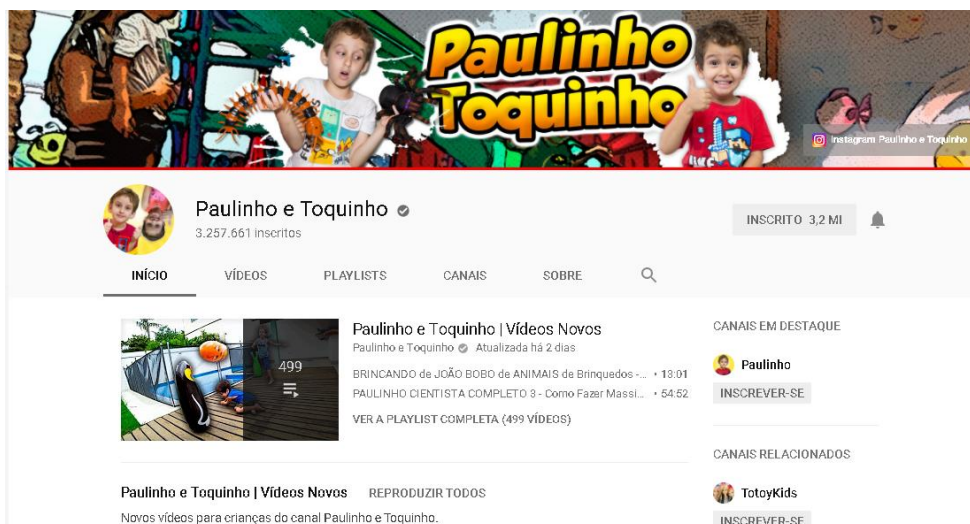 Paulinho
Toquinho
Instagram Paulinho e Toquinho
Paulinho e Toquinho
3.257.661 inscritos
INSCRITO 3,2 MI
INÍCIO VÍDEOS PLAYLISTS CANAIS SOBRE
499
Paulinho e Toquinho | Vídeos Novos
Paulinho e Toquinho Atualizada há 2 dias
BRINCANDO de JOÃO BOBO de ANIMAIS de Brinquedos -... • 13:01
PAULINHO CIENTISTA COMPLETO 3 - Como Fazer Massi... • 54:52
VER A PLAYLIST COMPLETA (499 VÍDEOS)
CANAIS EM DESTAQUE
Paulinho
INSCREVER-SE
CANAIS RELACIONADOS
TotoyKids
INSCREVER-SE
Paulinho e Toquinho | Vídeos Novos REPRODUZIR TODOS
Novos vídeos para crianças do canal Paulinho e Toquinho.